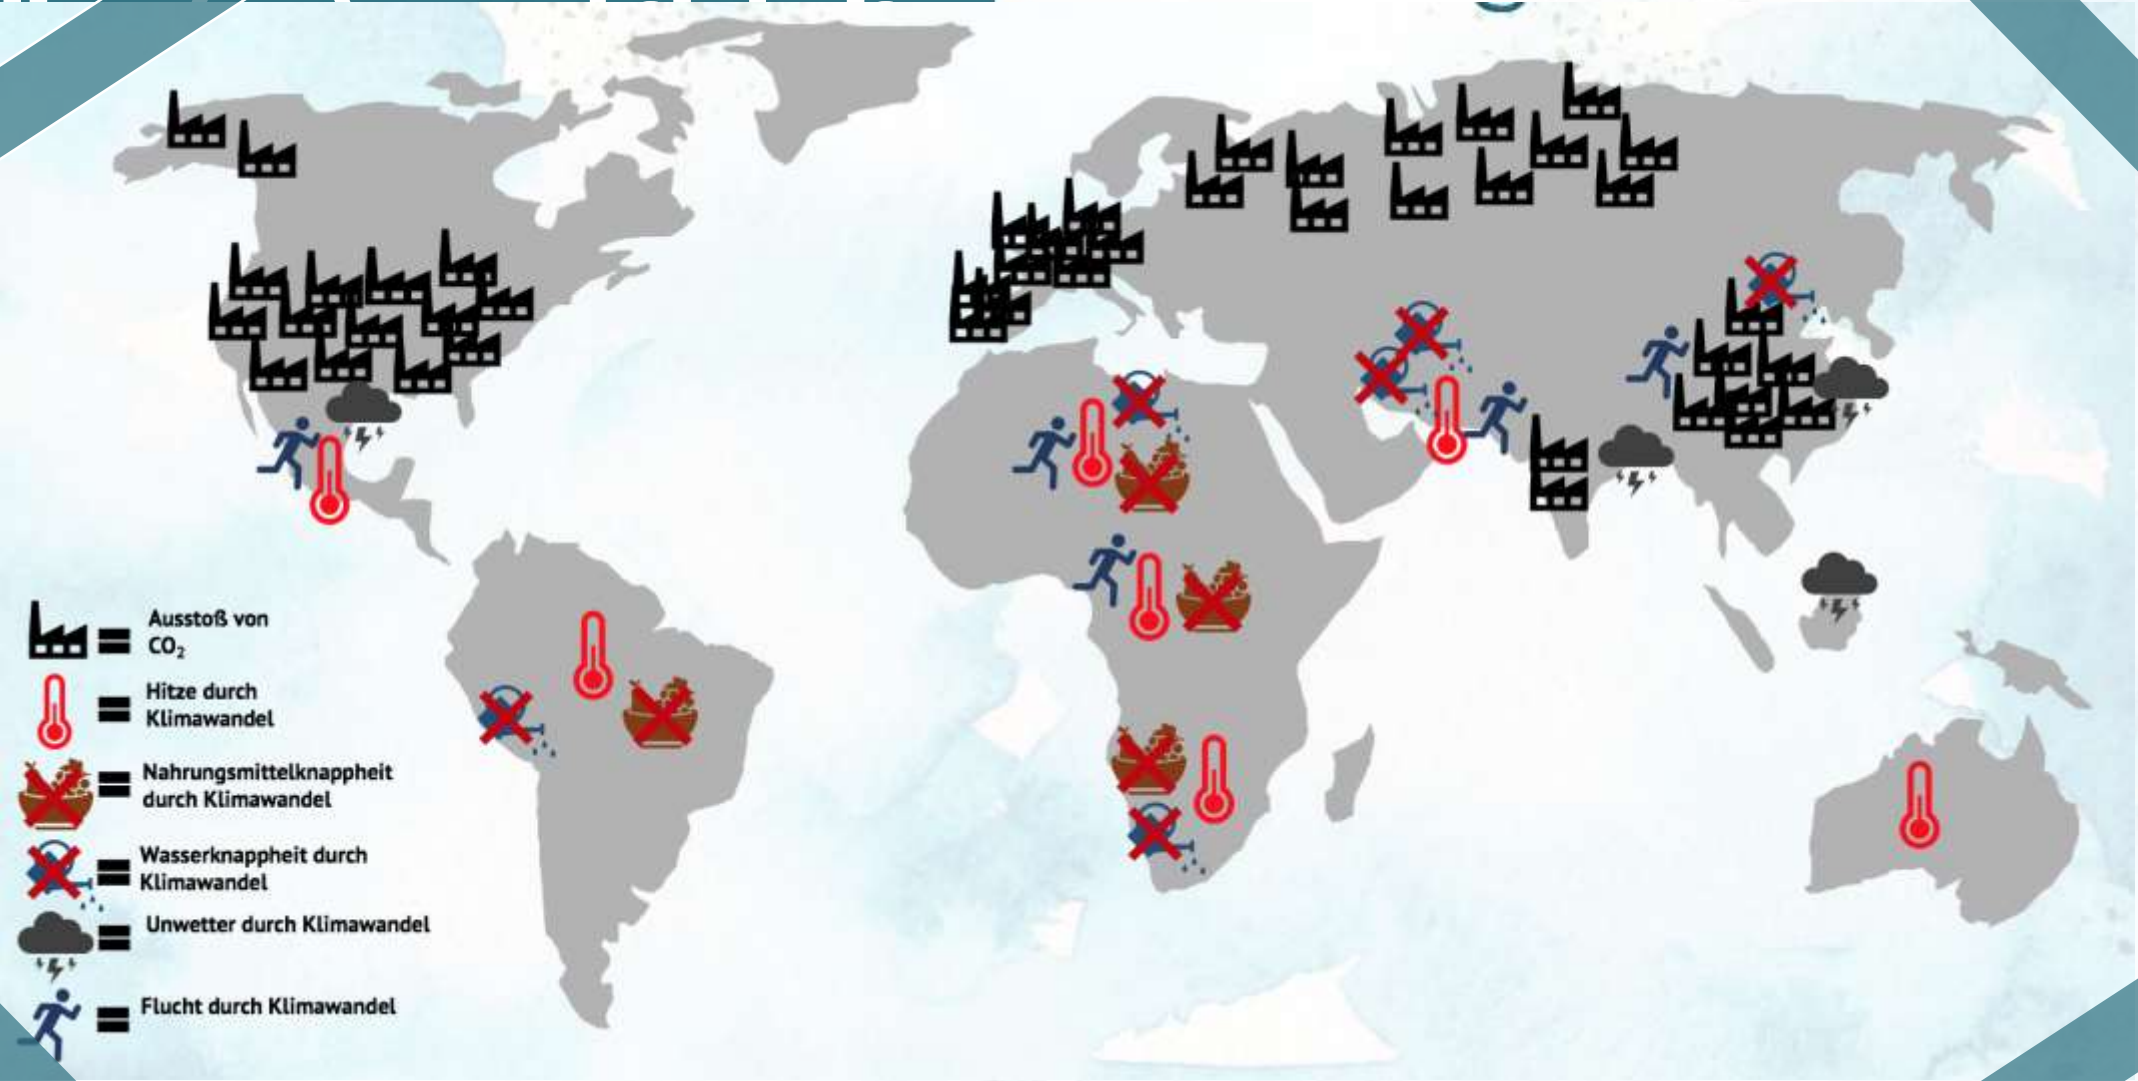 Ausstoß von
CO₂
Hitze durch
Klimawandel
Nahrungsmittelknappheit
durch Klimawandel
Wasserknappheit durch
Klimawandel
Unwetter durch Klimawandel
Flucht durch Klimawandel